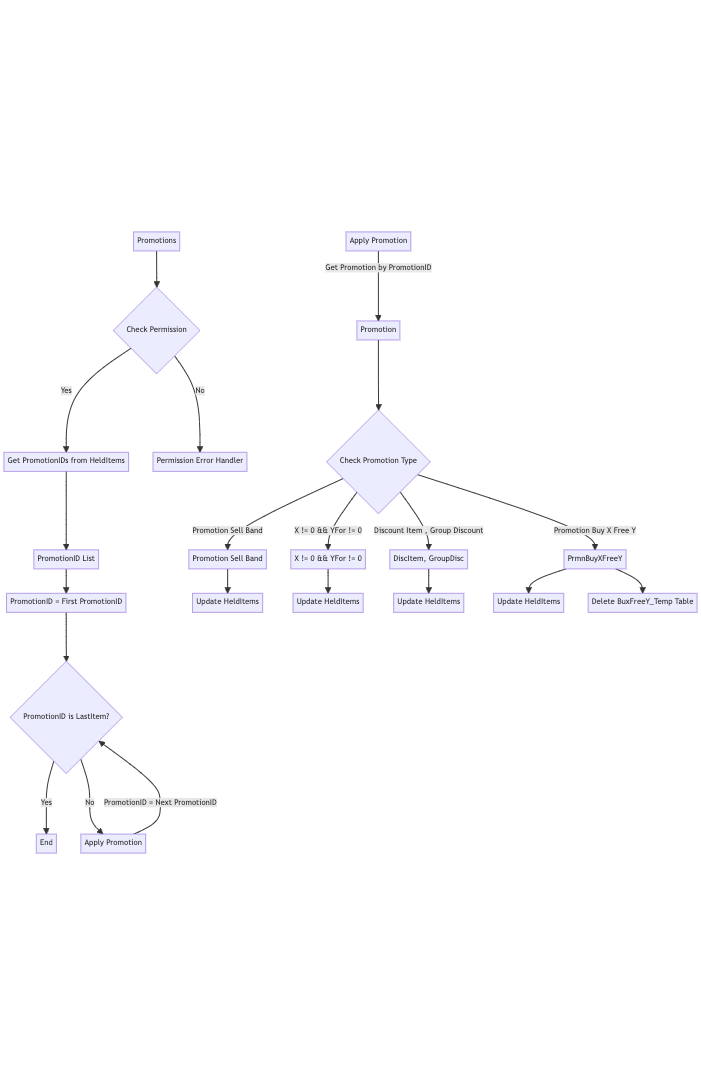 Promotions
Apply Promotion
Get Promotion by PromotionID
Check Permission
Promotion
Yes
No
Get PromotionIDs from HeldItems
Permission Error Handler
Check Promotion Type
Promotion Sell Band
X != 0 && YFor != 0
Discount Item , Group Discount
Promotion Buy X Free Y
PromotionID List
Promotion Sell Band
X != 0 && YFor != 0
DiscItem, GroupDisc
PrmnBuyXFreeY
PromotionID = First PromotionID
Update HeldItems
Update HeldItems
Update HeldItems
Update HeldItems
Delete BuxFreeY_Temp Table
PromotionID is LastItem?
Yes
No
PromotionID = Next PromotionID
End
Apply Promotion